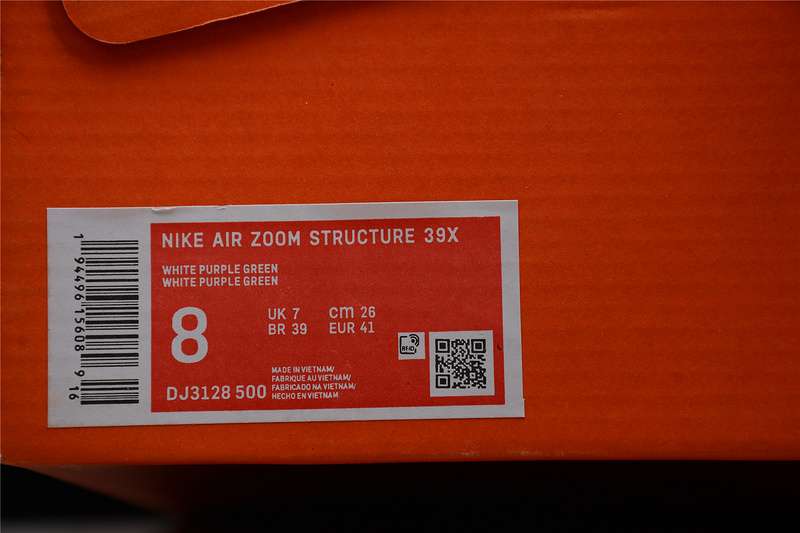 NIKE AIR ZOOM STRUCTURE 39X
WHITE PURPLE GREEN
WHITE PURPLE GREEN
8
UK 7 cm 26
BR 39 EUR 41
RFID
MADE IN VIETNAM/
FABRIQUE AU VIETNAM/
FABRICADO NA VIETNAM/
HECHO EN VIETNAM
DJ3128 500
1 94496 15608 9 16